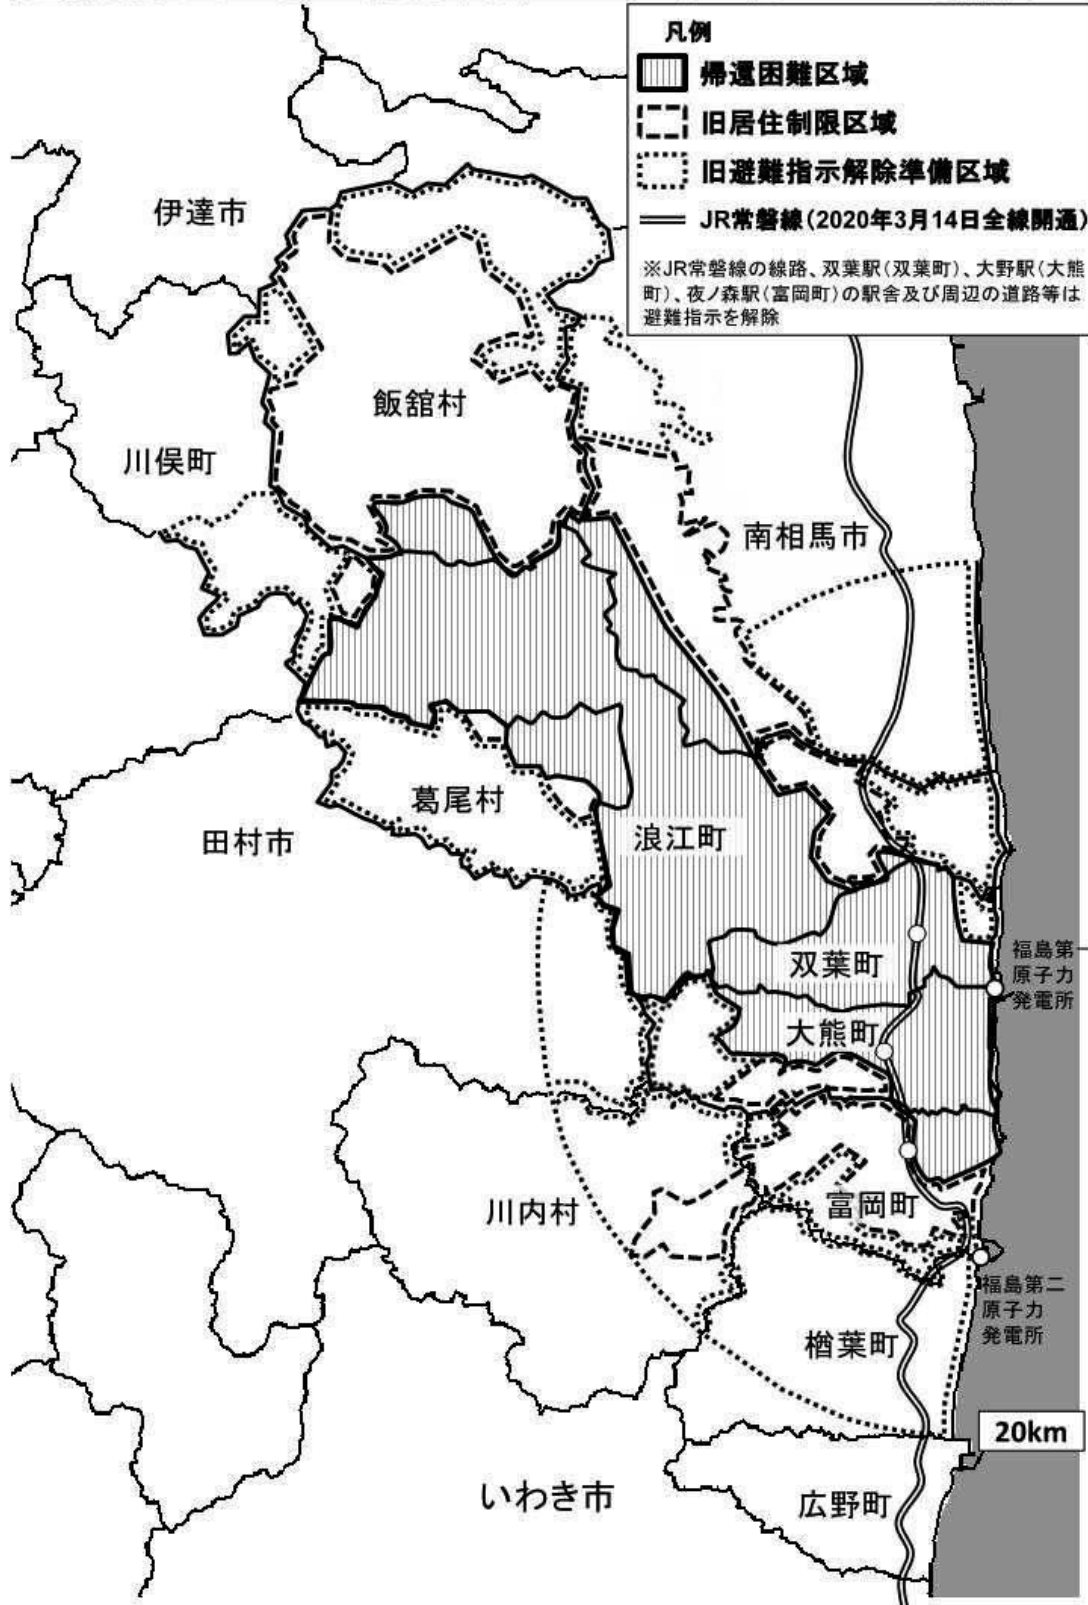 凡例
帰還困難区域
旧居住制限区域
旧避難指示解除準備区域
JR常磐線(2020年3月14日全線開通)
※JR常磐線の線路、双葉駅(双葉町)、大野駅(大熊
町)、夜ノ森駅(富岡町)の駅舎及び周辺の道路等は
避難指示を解除
伊達市
飯舘村
川俣町
南相馬市
葛尾村
田村市
浪江町
双葉町
福島第一
原子力
発電所
大熊町
川内村
富岡町
福島第二
原子力
発電所
楢葉町
20km
いわき市
広野町